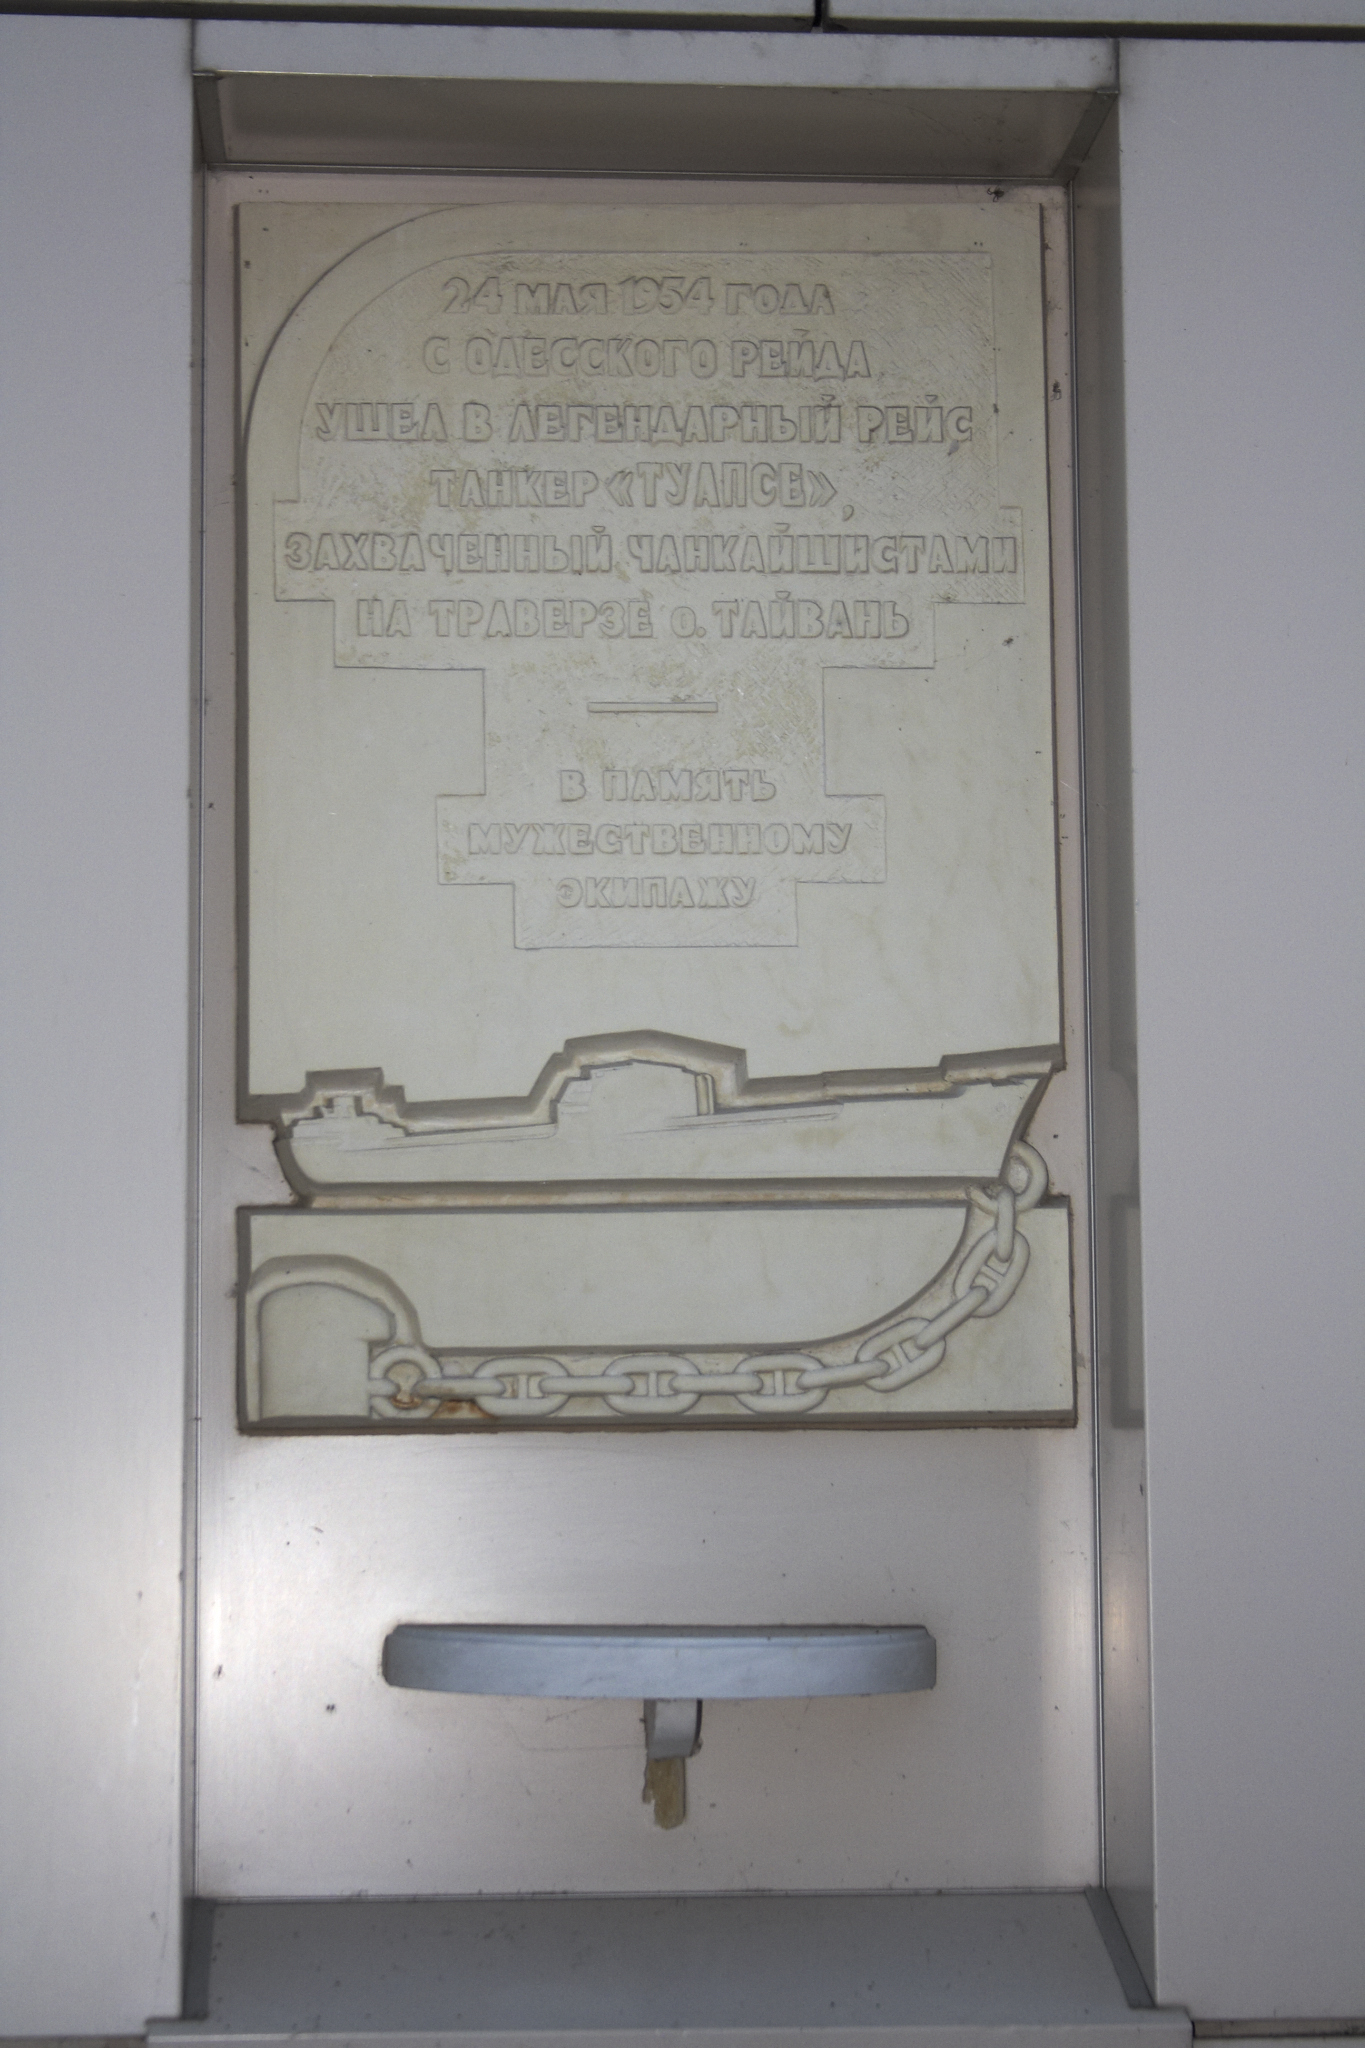 24 МАЯ 1954 ГОДА
С ОДЕССКОГО РЕЙДА
УШЕЛ В ЛЕГЕНДАРНЫЙ РЕЙС
ТАНКЕР «ТУАПСЕ»,
ЗАХВАЧЕННЫЙ ЧАНКАЙШИСТАМИ
НА ТРАВЕРЗЕ о. ТАЙВАНЬ
В ПАМЯТЬ
МУЖЕСТВЕННОМУ
ЭКИПАЖУ